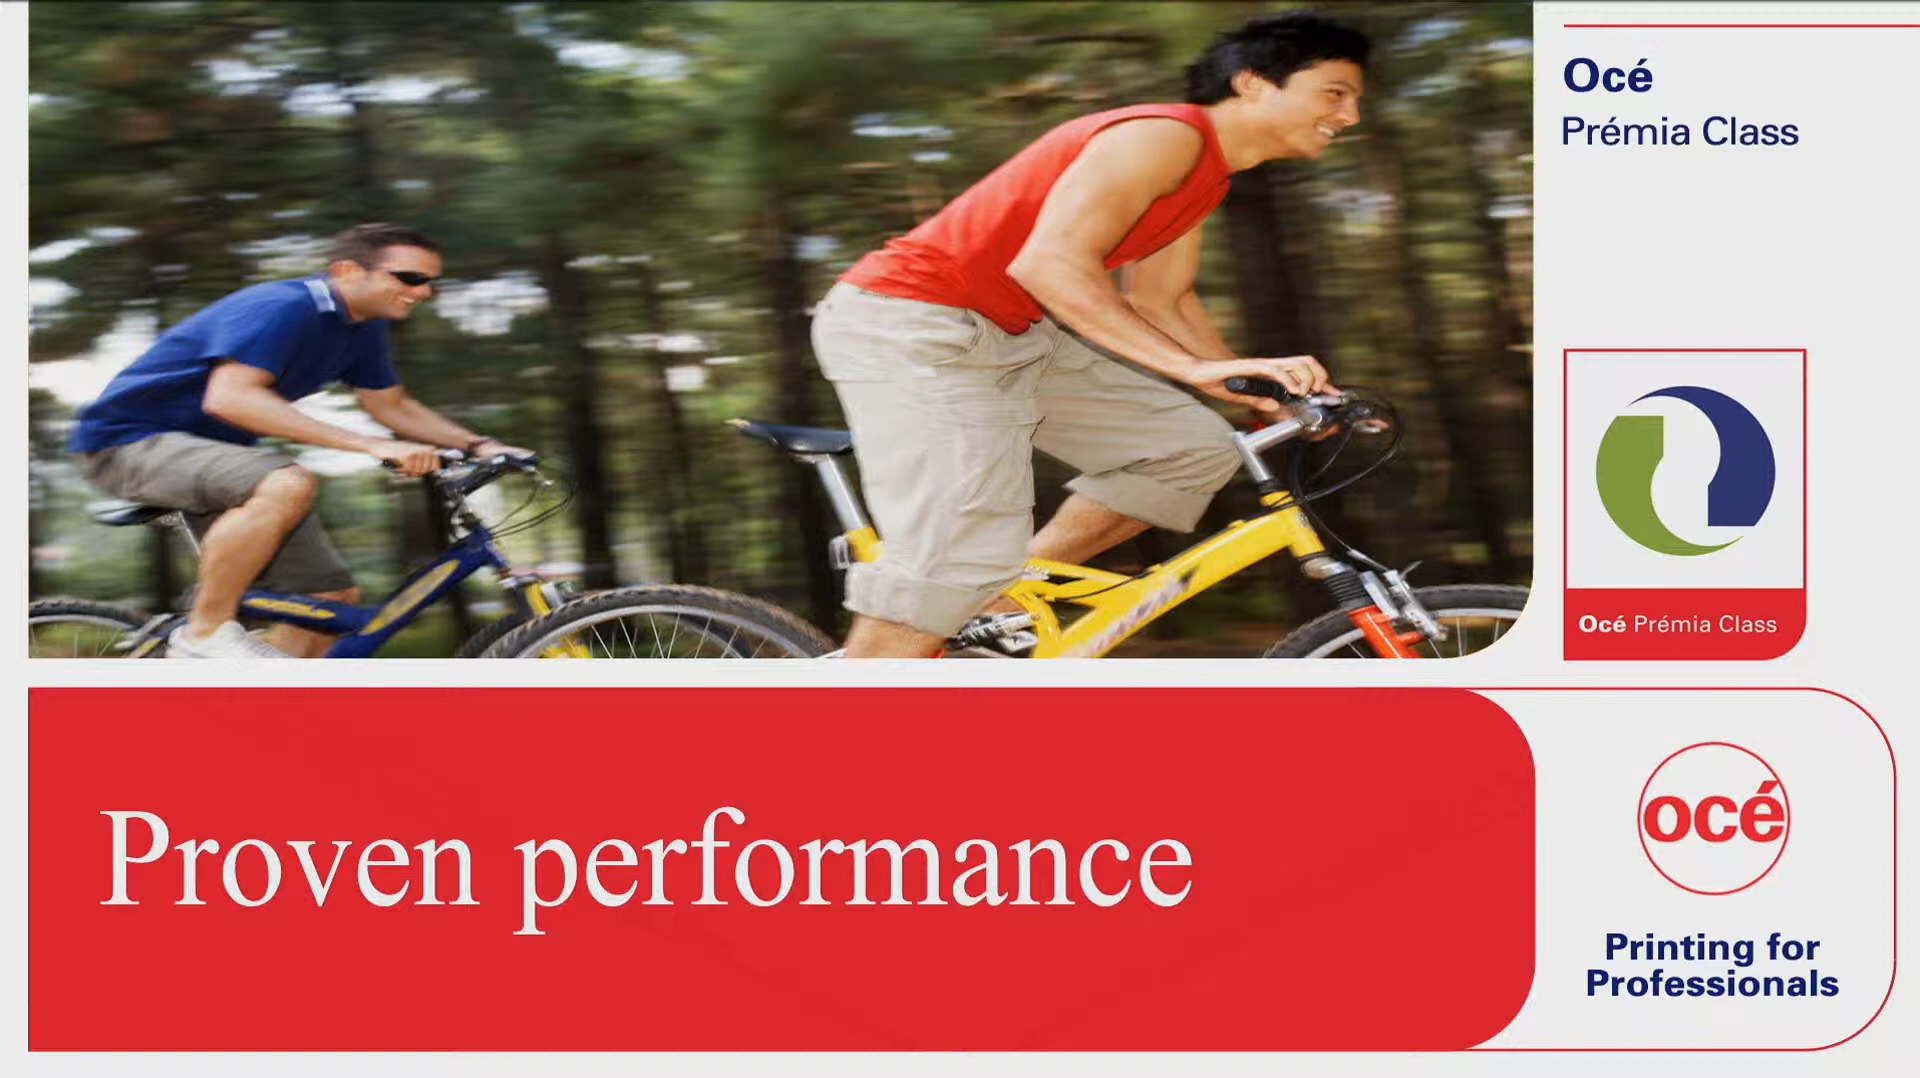 Océ
Prémia Class
Océ Prémia Class
Proven performance
océ
Printing for
Professionals